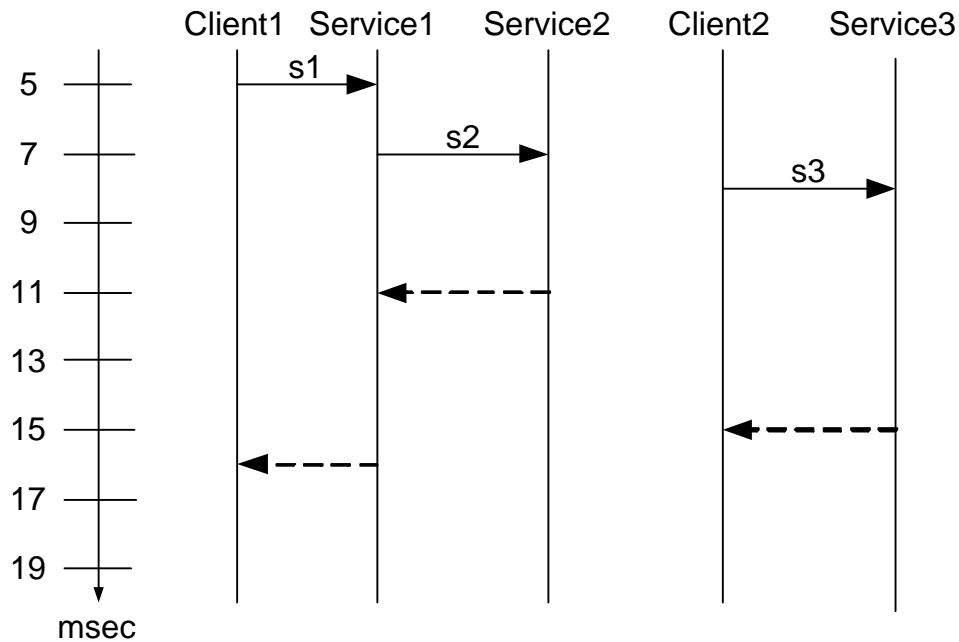 Client1 Service1 Service2 Client2 Service3
s1
5
s2
7
s3
9
11
13
15
17
19
msec